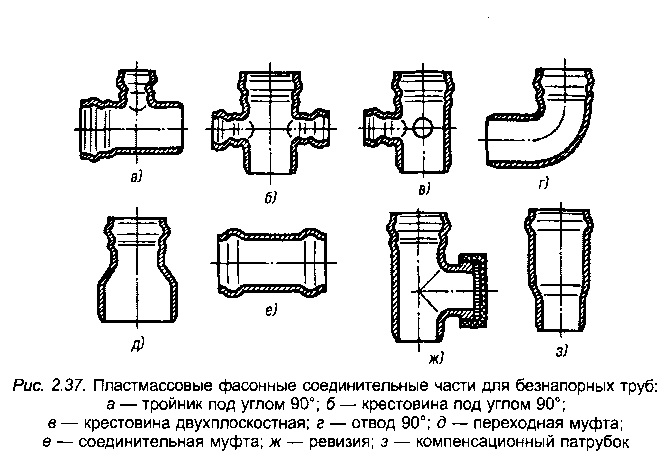 а)
б)
в)
г)
д)
е)
ж)
з)
Рис. 2.37. Пластмассовые фасонные соединительные части для безнапорных труб:
а — тройник под углом 90°; б — крестовина под углом 90°;
в — крестовина двухплоскостная; г — отвод 90°; д — переходная муфта;
е — соединительная муфта; ж — ревизия; з — компенсационный патрубок